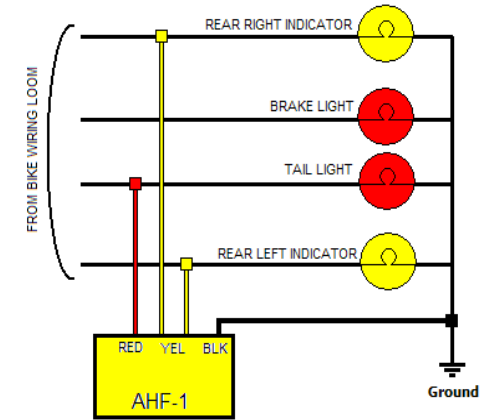 REAR RIGHT INDICATOR
BRAKE LIGHT
FROM BIKE WIRING LOOM
TAIL LIGHT
REAR LEFT INDICATOR
RED YEL BLK
AHF-1
Ground